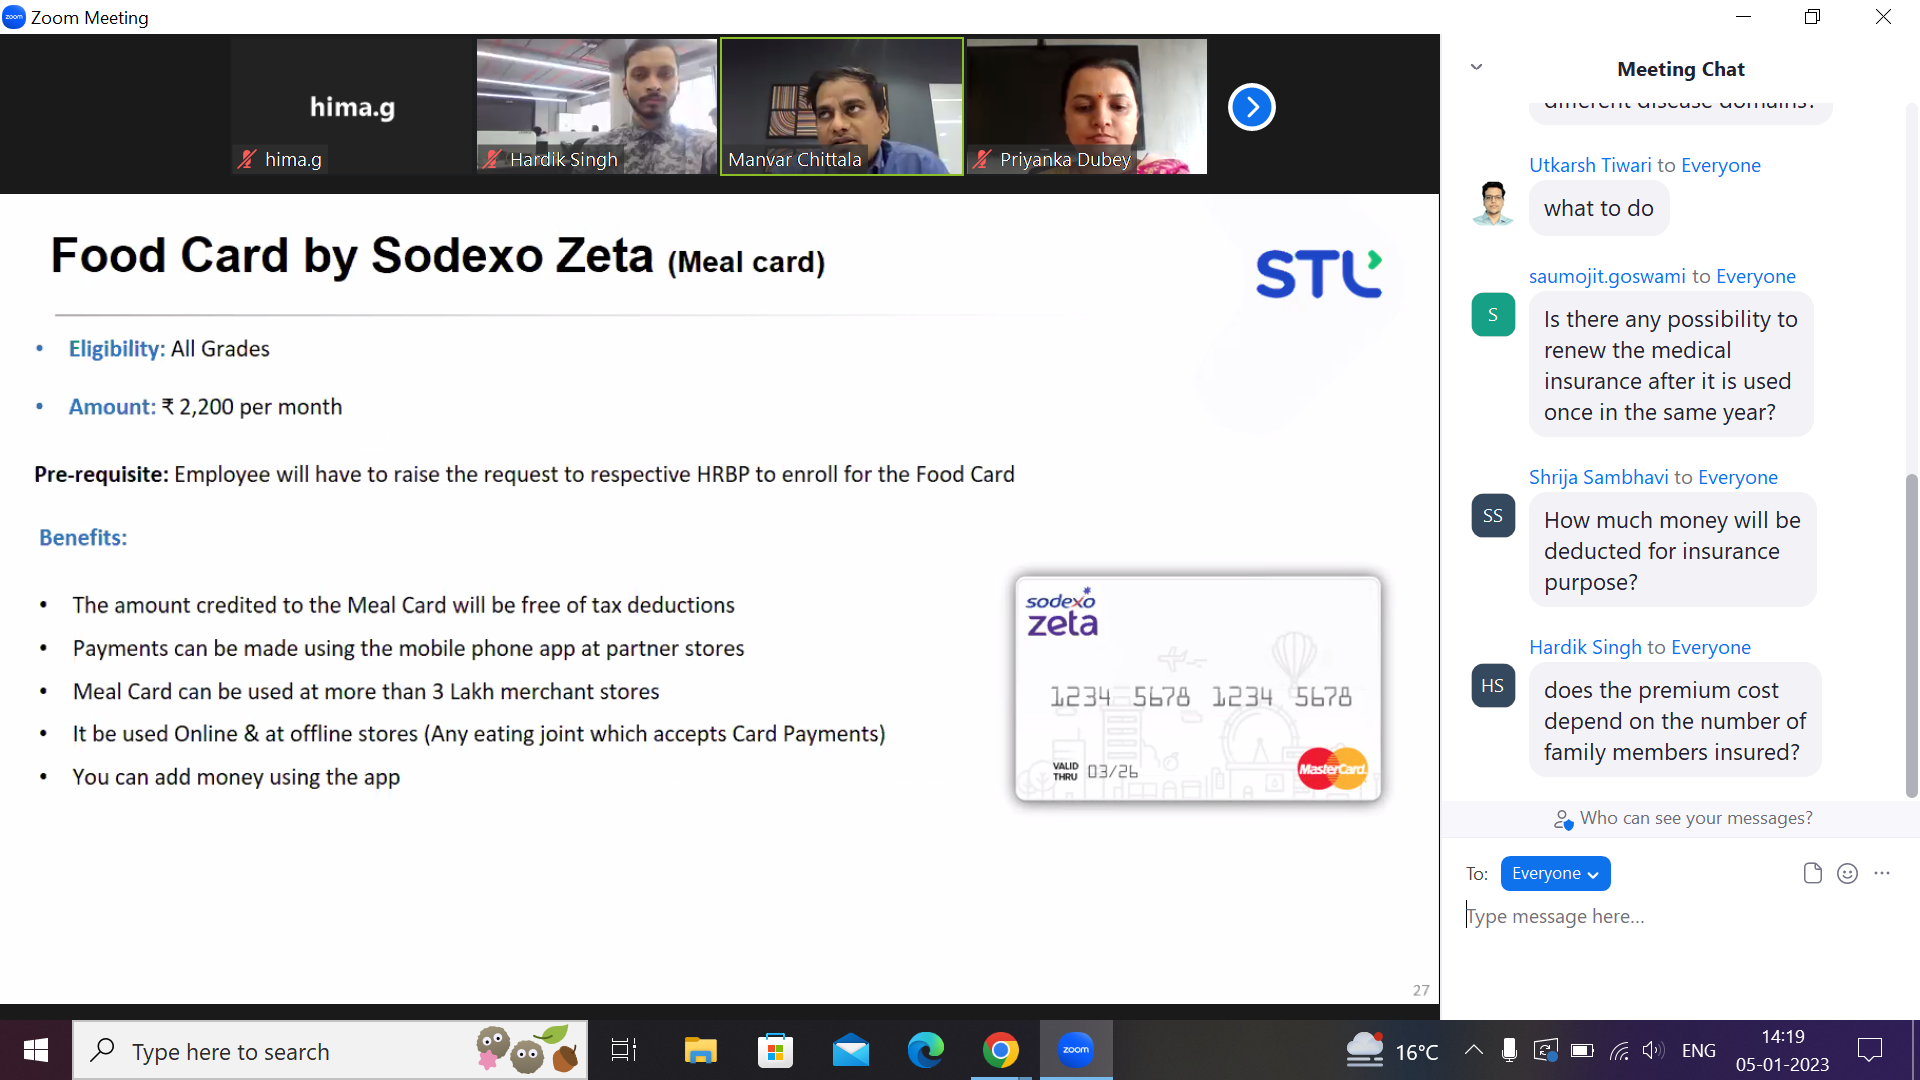 zoom Zoom Meeting
hima.g
hima.g
Hardik Singh
Manvar Chittala
Priyanka Dubey
Food Card by Sodexo Zeta (Meal card)
STL
• Eligibility: All Grades
• Amount: ₹ 2,200 per month
Pre-requisite: Employee will have to raise the request to respective HRBP to enroll for the Food Card
Benefits:
• The amount credited to the Meal Card will be free of tax deductions
• Payments can be made using the mobile phone app at partner stores
• Meal Card can be used at more than 3 Lakh merchant stores
• It be used Online & at offline stores (Any eating joint which accepts Card Payments)
• You can add money using the app
sodexo
zeta
1234 5678 1234 5678
VALID
THRU 03/26
MasterCard
27
Meeting Chat
different disease domains?
Utkarsh Tiwari to Everyone
what to do
saumojit.goswami to Everyone
S
Is there any possibility to
renew the medical
insurance after it is used
once in the same year?
Shrija Sambhavi to Everyone
SS
How much money will be
deducted for insurance
purpose?
Hardik Singh to Everyone
HS
does the premium cost
depend on the number of
family members insured?
Who can see your messages?
To: Everyone
Type message here...
Type here to search
zoom
16°C
ENG
14:19
05-01-2023